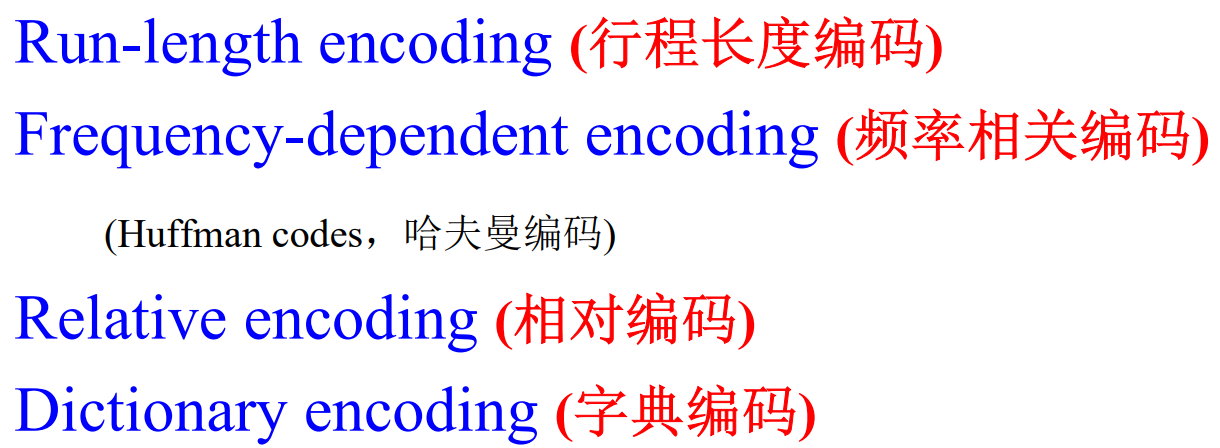 Run-length encoding (行程长度编码)
Frequency-dependent encoding (频率相关编码)
(Huffman codes，哈夫曼编码)
Relative encoding (相对编码)
Dictionary encoding (字典编码)